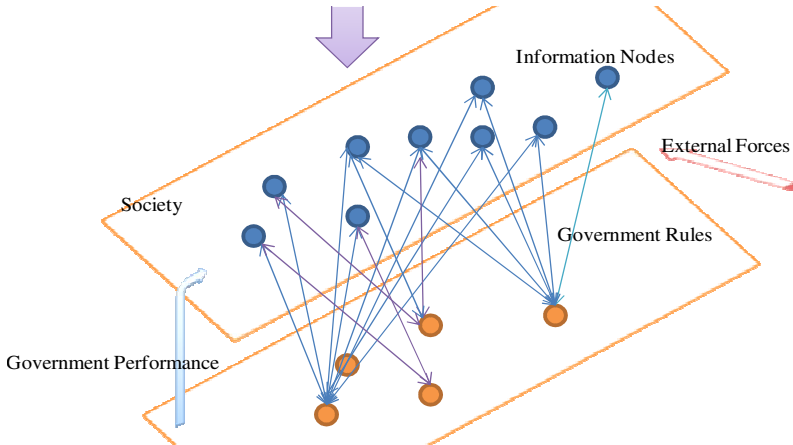 Information Nodes
External Forces
Society
Government Rules
Government Performance